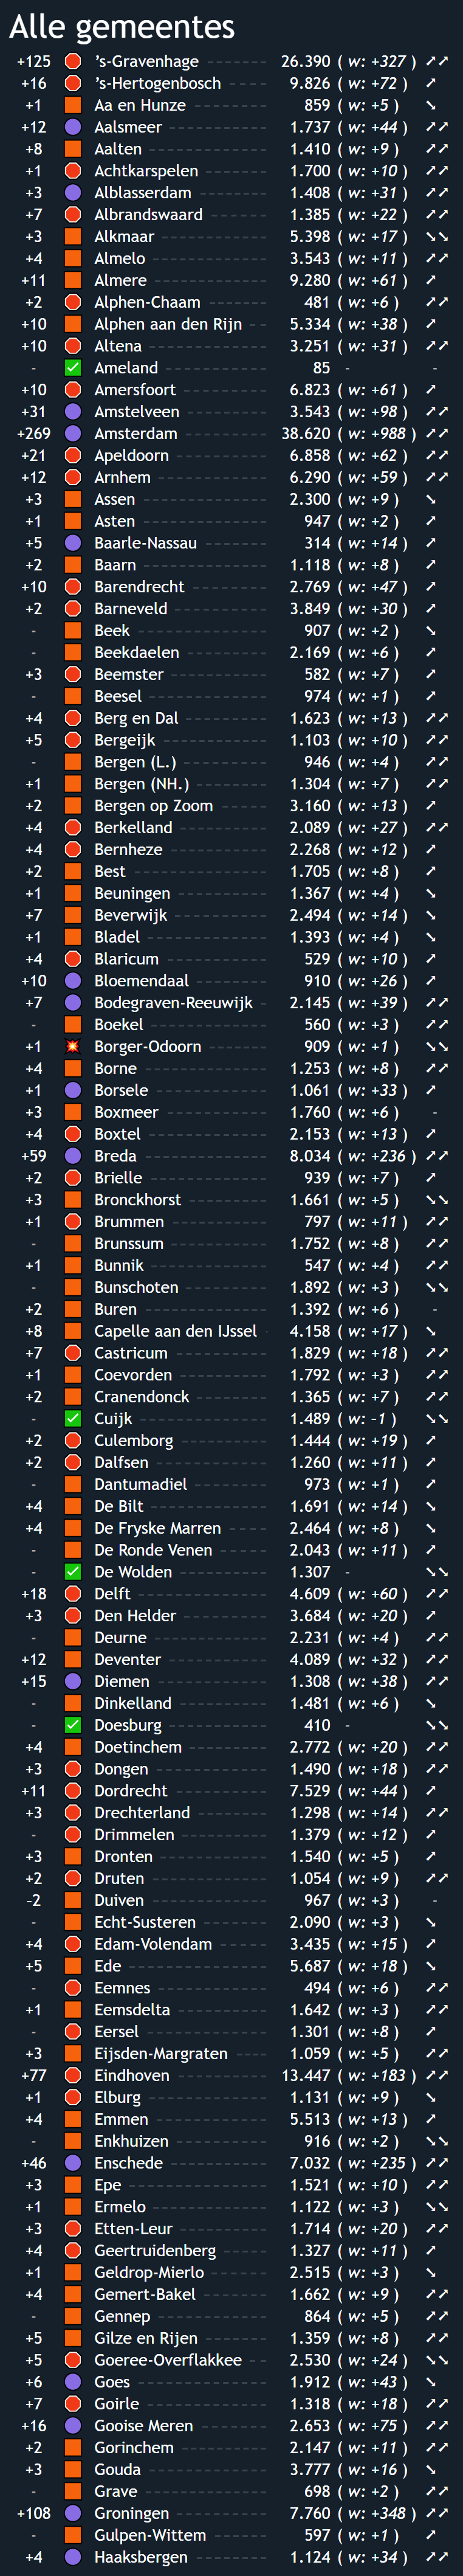 Alle gemeentes
+125 's-Gravenhage 26.390 ( w: +327 )
+16 's-Hertogenbosch 9.826 ( w: +72 )
+1 Aa en Hunze 859 ( w: +5 )
+12 Aalsmeer 1.737 ( w: +44 )
+8 Aalten 1.410 ( w: +9 )
+1 Achtkarspelen 1.700 ( w: +10 )
+3 Alblasserdam 1.408 ( w: +31 )
+7 Albrandswaard 1.385 ( w: +22 )
+3 Alkmaar 5.398 ( w: +17 )
+4 Almelo 3.543 ( w: +11 )
+11 Almere 9.280 ( w: +61 )
+2 Alphen-Chaam 481 ( w: +6 )
+10 Alphen aan den Rijn 5.334 ( w: +38 )
+10 Altena 3.251 ( w: +31 )
- Ameland 85 - -
+10 Amersfoort 6.823 ( w: +61 )
+31 Amstelveen 3.543 ( w: +98 )
+269 Amsterdam 38.620 ( w: +988 )
+21 Apeldoorn 6.858 ( w: +62 )
+12 Arnhem 6.290 ( w: +59 )
+3 Assen 2.300 ( w: +9 )
+1 Asten 947 ( w: +2 )
+5 Baarle-Nassau 314 ( w: +14 )
+2 Baarn 1.118 ( w: +8 )
+10 Barendrecht 2.769 ( w: +47 )
+2 Barneveld 3.849 ( w: +30 )
- Beek 907 ( w: +2 )
- Beekdaelen 2.169 ( w: +6 )
+3 Beemster 582 ( w: +7 )
- Beesel 974 ( w: +1 )
+4 Berg en Dal 1.623 ( w: +13 )
+5 Bergeijk 1.103 ( w: +10 )
- Bergen (L.) 946 ( w: +4 )
+1 Bergen (NH.) 1.304 ( w: +7 )
+2 Bergen op Zoom 3.160 ( w: +13 )
+4 Berkelland 2.089 ( w: +27 )
+4 Bernheze 2.268 ( w: +12 )
+2 Best 1.705 ( w: +8 )
+1 Beuningen 1.367 ( w: +4 )
+7 Beverwijk 2.494 ( w: +14 )
+1 Bladel 1.393 ( w: +4 )
+4 Blaricum 529 ( w: +10 )
+10 Bloemendaal 910 ( w: +26 )
+7 Bodegraven-Reeuwijk 2.145 ( w: +39 )
- Boekel 560 ( w: +3 )
+1 Borger-Odoorn 909 ( w: +1 )
+4 Borne 1.253 ( w: +8 )
+1 Borsele 1.061 ( w: +33 )
+3 Boxmeer 1.760 ( w: +6 ) -
+4 Boxtel 2.153 ( w: +13 )
+59 Breda 8.034 ( w: +236 )
+2 Brielle 939 ( w: +7 )
+3 Bronckhorst 1.661 ( w: +5 )
+1 Brummen 797 ( w: +11 )
- Brunssum 1.752 ( w: +8 )
+1 Bunnik 547 ( w: +4 )
- Bunschoten 1.892 ( w: +3 )
+2 Buren 1.392 ( w: +6 ) -
+8 Capelle aan den IJssel 4.158 ( w: +17 )
+7 Castricum 1.829 ( w: +18 )
+1 Coevorden 1.792 ( w: +3 )
+2 Cranendonck 1.365 ( w: +7 )
- Cuijk 1.489 ( w: -1 )
+2 Culemborg 1.444 ( w: +19 )
+2 Dalfsen 1.260 ( w: +11 )
- Dantumadiel 973 ( w: +1 )
+4 De Bilt 1.691 ( w: +14 )
+4 De Fryske Marren 2.464 ( w: +8 )
- De Ronde Venen 2.043 ( w: +11 )
- De Wolden 1.307 -
+18 Delft 4.609 ( w: +60 )
+3 Den Helder 3.684 ( w: +20 )
- Deurne 2.231 ( w: +4 )
+12 Deventer 4.089 ( w: +32 )
+15 Diemen 1.308 ( w: +38 )
- Dinkelland 1.481 ( w: +6 )
- Doesburg 410 -
+4 Doetinchem 2.772 ( w: +20 )
+3 Dongen 1.490 ( w: +18 )
+11 Dordrecht 7.529 ( w: +44 )
+3 Drechterland 1.298 ( w: +14 )
- Drimmelen 1.379 ( w: +12 )
+3 Dronten 1.540 ( w: +5 )
+2 Druten 1.054 ( w: +9 )
-2 Duiven 967 ( w: +3 ) -
- Echt-Susteren 2.090 ( w: +3 )
+4 Edam-Volendam 3.435 ( w: +15 )
+5 Ede 5.687 ( w: +18 )
- Eemnes 494 ( w: +6 )
+1 Eemsdelta 1.642 ( w: +3 )
- Eersel 1.301 ( w: +8 )
+3 Eijsden-Margraten 1.059 ( w: +5 )
+77 Eindhoven 13.447 ( w: +183 )
+1 Elburg 1.131 ( w: +9 )
+4 Emmen 5.513 ( w: +13 )
- Enkhuizen 916 ( w: +2 )
+46 Enschede 7.032 ( w: +235 )
+3 Epe 1.521 ( w: +10 )
+1 Ermelo 1.122 ( w: +3 )
+3 Etten-Leur 1.714 ( w: +20 )
+4 Geertruidenberg 1.327 ( w: +11 )
+1 Geldrop-Mierlo 2.515 ( w: +3 )
+4 Gemert-Bakel 1.662 ( w: +9 )
- Gennep 864 ( w: +5 )
+5 Gilze en Rijen 1.359 ( w: +8 )
+5 Goeree-Overflakkee 2.530 ( w: +24 )
+6 Goes 1.912 ( w: +43 )
+7 Goirle 1.318 ( w: +18 )
+16 Gooise Meren 2.653 ( w: +75 )
+2 Gorinchem 2.147 ( w: +11 )
+3 Gouda 3.777 ( w: +16 )
- Grave 698 ( w: +2 )
+108 Groningen 7.760 ( w: +348 )
- Gulpen-Wittem 597 ( w: +1 )
+4 Haaksbergen 1.124 ( w: +34 )